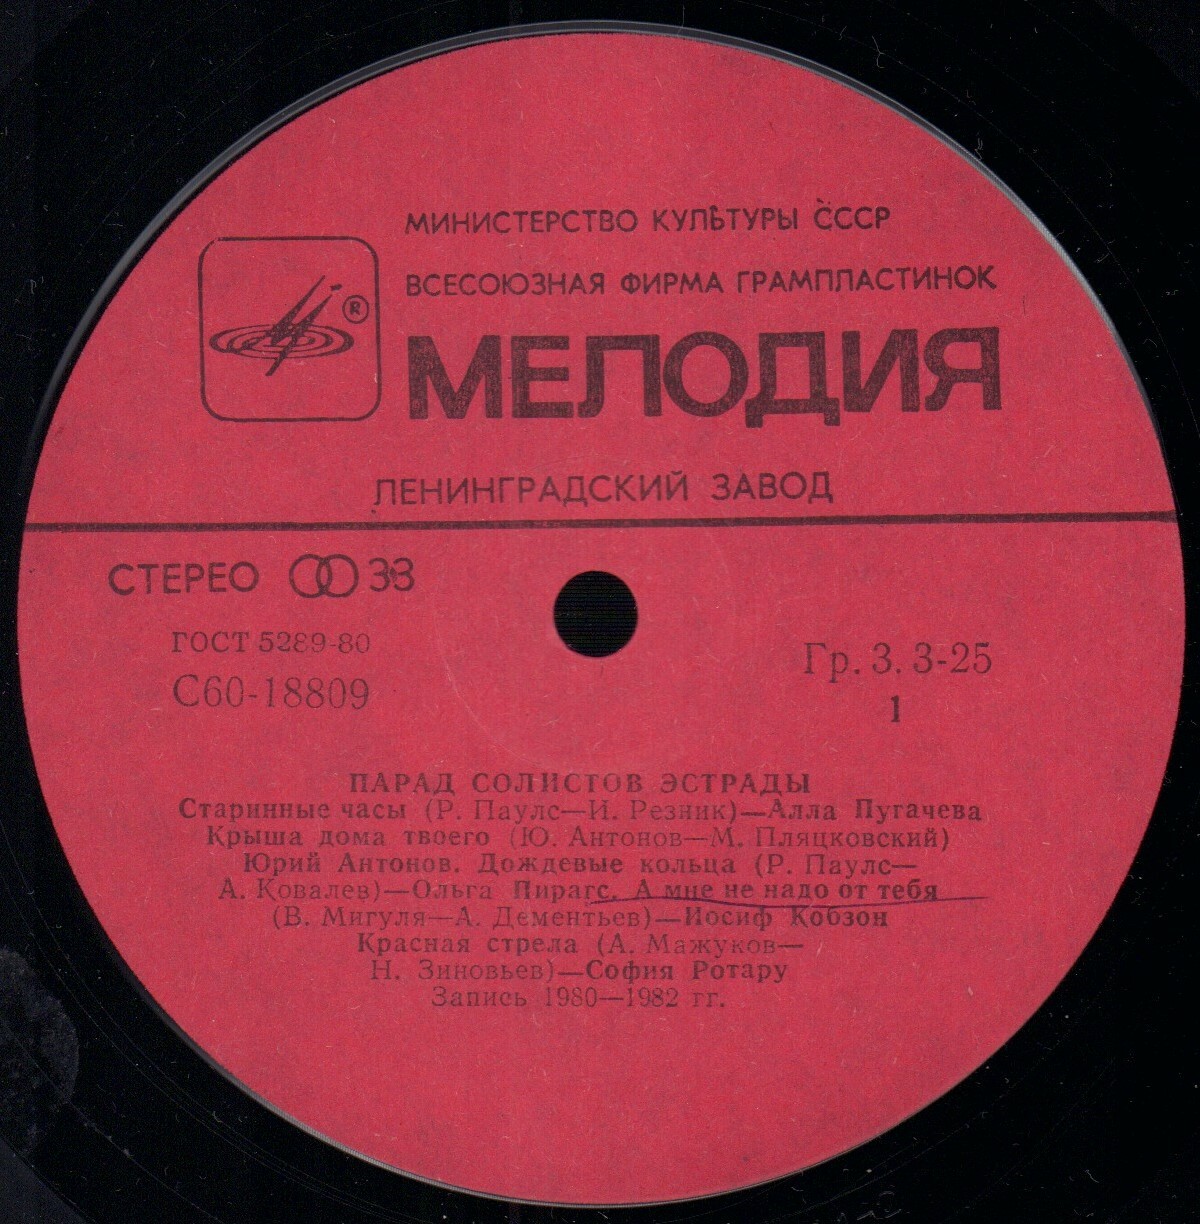 МИНИСТЕРСТВО КУЛЬТУРЫ СССР
ВСЕСОЮЗНАЯ ФИРМА ГРАМПЛАСТИНОК
®
МЕЛОДИЯ
ЛЕНИНГРАДСКИЙ ЗАВОД
СТЕРЕО 33
ГОСТ 5289-80
С60-18809
Гр. 3. 3-25
1
ПАРАД СОЛИСТОВ ЭСТРАДЫ
Старинные часы (Р. Паулс—И. Резник)—Алла Пугачева
Крыша дома твоего (Ю. Антонов—М. Пляцковский)
Юрий Антонов. Дождевые кольца (Р. Паулс—
А. Ковалев)—Ольга Пирагс. А мне не надо от тебя
(В. Мигуля—А. Дементьев)—Иосиф Кобзон
Красная стрела (А. Мажуков—
Н. Зиновьев)—София Ротару
Запись 1980—1982 гг.